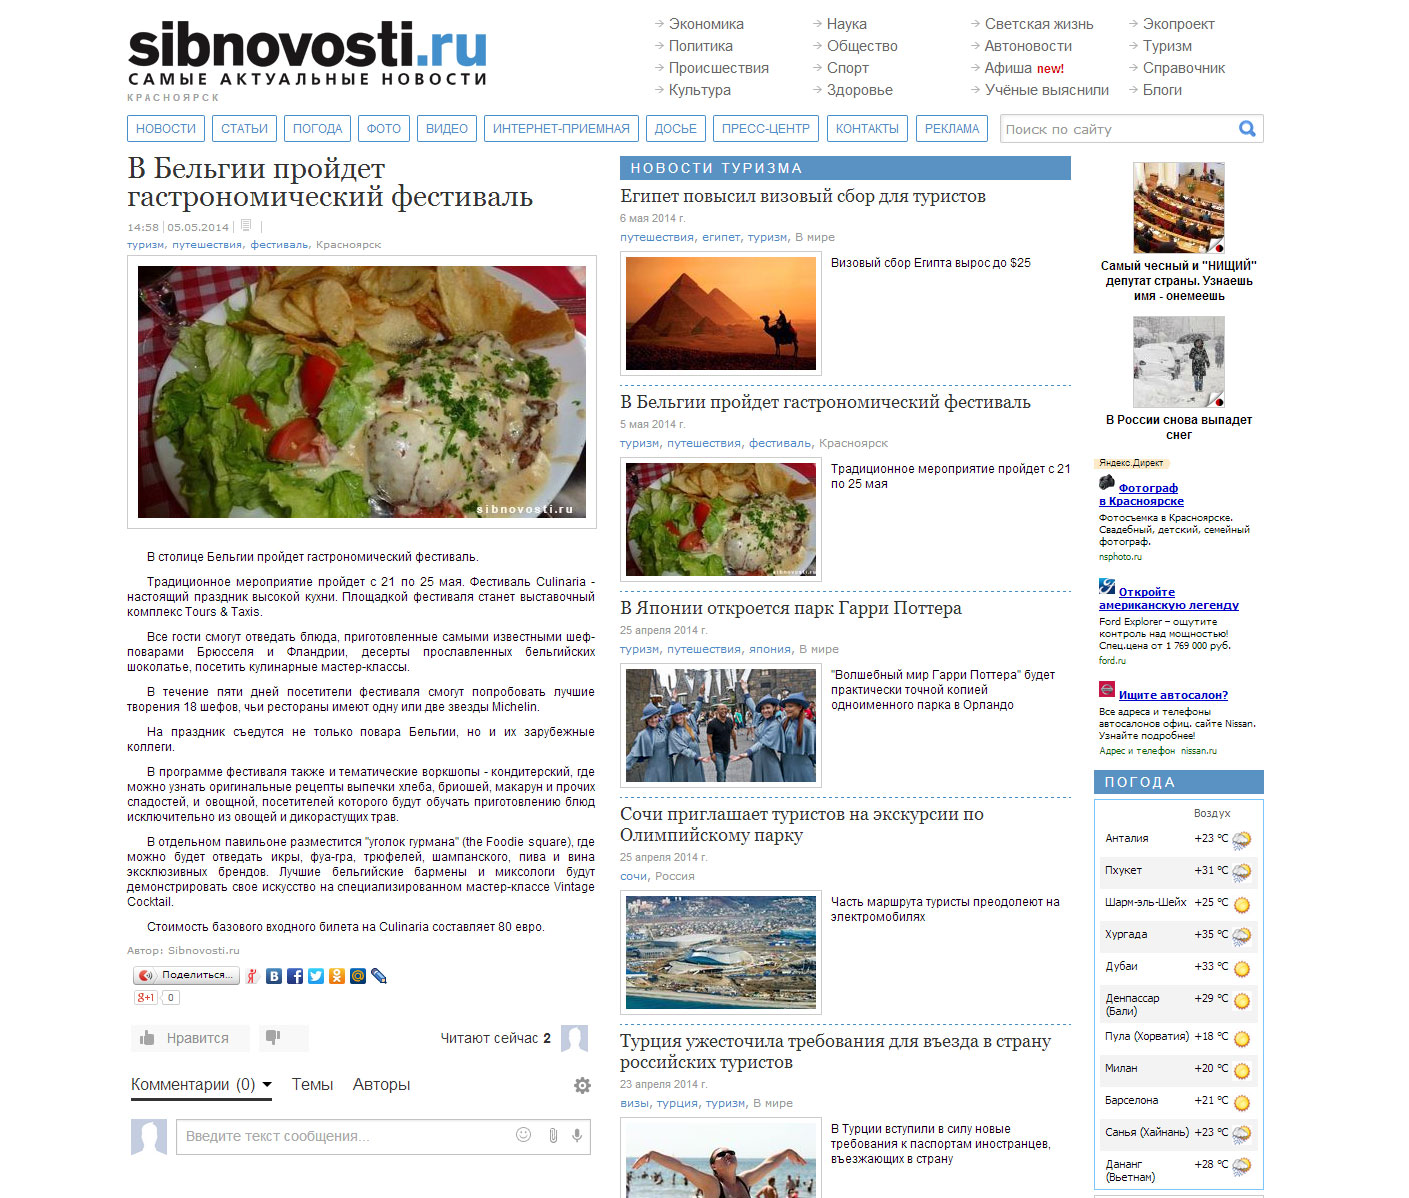 sibnovosti.ru
САМЫЕ АКТУАЛЬНЫЕ НОВОСТИ
КРАСНОЯРСК
Экономика
Политика
Происшествия
Культура
Наука
Общество
Спорт
Здоровье
Светская жизнь
Автоновости
Афиша new!
Учёные выяснили
Экопроект
Туризм
Справочник
Блоги
НОВОСТИ СТАТЬИ ПОГОДА ФОТО ВИДЕО ИНТЕРНЕТ-ПРИЕМНАЯ ДОСЬЕ ПРЕСС-ЦЕНТР КОНТАКТЫ РЕКЛАМА Поиск по сайту
В Бельгии пройдет
гастрономический фестиваль
14:58 | 05.05.2014
туризм, путешествия, фестиваль, Красноярск
sibnovosti.ru
В столице Бельгии пройдет гастрономический фестиваль.
Традиционное мероприятие пройдет с 21 по 25 мая. Фестиваль Culinaria -
настоящий праздник высокой кухни. Площадкой фестиваля станет выставочный
комплекс Tours & Taxis.
Все гости смогут отведать блюда, приготовленные самыми известными шеф-
поварами Брюсселя и Фландрии, десерты прославленных бельгийских
шоколатье, посетить кулинарные мастер-классы.
В течение пяти дней посетители фестиваля смогут попробовать лучшие
творения 18 шефов, чьи рестораны имеют одну или две звезды Michelin.
На праздник съедутся не только повара Бельгии, но и их зарубежные
коллеги.
В программе фестиваля также и тематические воркшопы - кондитерский, где
можно узнать оригинальные рецепты выпечки хлеба, бриошей, макарун и прочих
сладостей, и овощной, посетителей которого будут обучать приготовлению блюд
исключительно из овощей и дикорастущих трав.
В отдельном павильоне разместится "уголок гурмана" (the Foodie square), где
можно будет отведать икры, фуа-гра, трюфелей, шампанского, пива и вина
эксклюзивных брендов. Лучшие бельгийские бармены и миксологи будут
демонстрировать свое искусство на специализированном мастер-классе Vintage
Cocktail.
Стоимость базового входного билета на Culinaria составляет 80 евро.
Автор: Sibnovosti.ru
Поделиться...
g+1 0
Нравится
Читают сейчас 2
Комментарии (0) Темы Авторы
Введите текст сообщения...
НОВОСТИ ТУРИЗМА
Египет повысил визовый сбор для туристов
6 мая 2014 г.
путешествия, египет, туризм, В мире
Визовый сбор Египта вырос до $25
В Бельгии пройдет гастрономический фестиваль
5 мая 2014 г.
туризм, путешествия, фестиваль, Красноярск
Традиционное мероприятие пройдет с 21
по 25 мая
sibnovosti.ru
В Японии откроется парк Гарри Поттера
25 апреля 2014 г.
туризм, путешествия, япония, В мире
"Волшебный мир Гарри Поттера" будет
практически точной копией
одноименного парка в Орландо
Сочи приглашает туристов на экскурсии по
Олимпийскому парку
25 апреля 2014 г.
сочи, Россия
Часть маршрута туристы преодолеют на
электромобилях
Турция ужесточила требования для въезда в страну
российских туристов
23 апреля 2014 г.
визы, турция, туризм, В мире
В Турции вступили в силу новые
требования к паспортам иностранцев,
въезжающих в страну
Самый чесный и "НИЩИЙ"
депутат страны. Узнаешь
имя - онемеешь
В России снова выпадет
снег
Яндекс.Директ
Фотограф
в Красноярске
Фотосъемка в Красноярске.
Свадебный, детский, семейный
фотограф.
nsphoto.ru
Откройте
американскую легенду
Ford Explorer – ощутите
контроль над мощностью!
Спец.цена от 1 769 000 руб.
ford.ru
Ищите автосалон?
Все адреса и телефоны
автосалонов офиц. сайте Nissan.
Узнайте подробнее!
Адрес и телефон nissan.ru
ПОГОДА
Воздух
Анталия +23 °C
Пхукет +31 °C
Шарм-эль-Шейх +25 °C
Хургада +35 °C
Дубаи +33 °C
Денпассар +29 °C
(Бали)
Пула (Хорватия) +18 °C
Милан +20 °C
Барселона +21 °C
Санья (Хайнань) +23 °C
Дананг +28 °C
(Вьетнам)